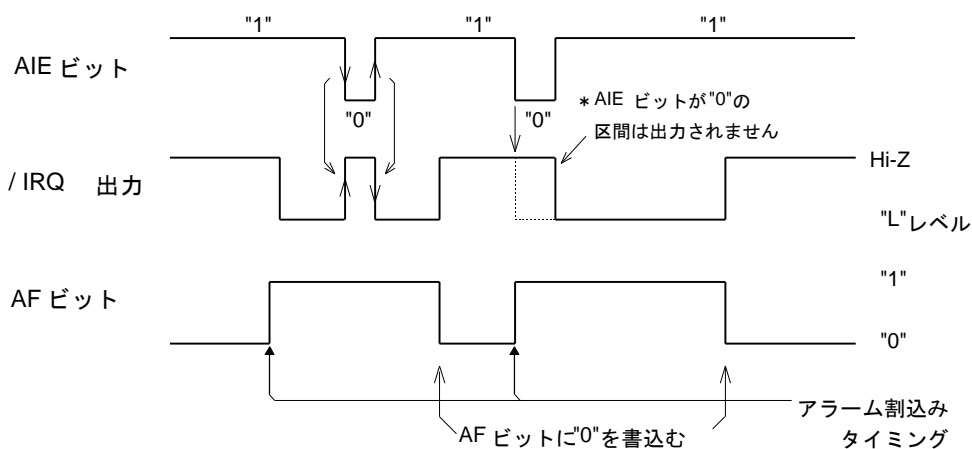 "1" "1" "1"
AIE ビット
"0" "0"
* AIE ビットが"0"の
区間は出力されません
/ IRQ 出力
Hi-Z
"L"レベル
AF ビット
"1"
"0"
アラーム割込み
タイミング
AF ビットに"0"を書込む